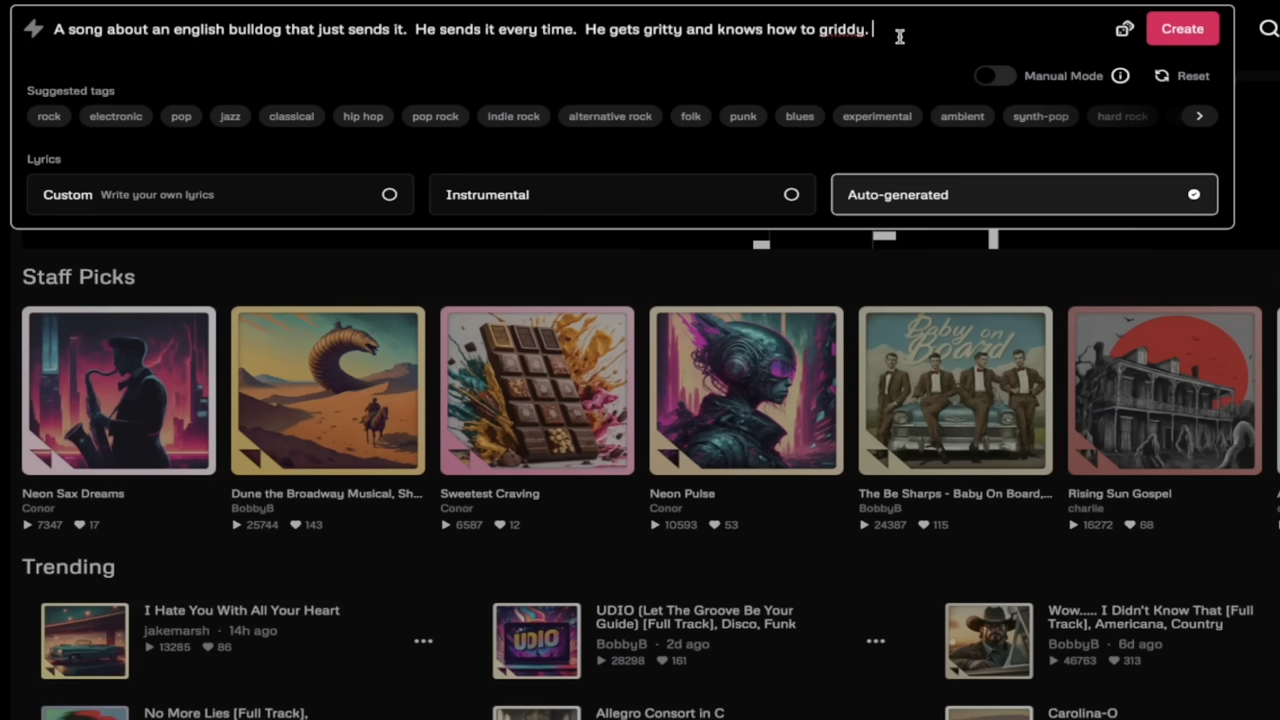 A song about an english bulldog that just sends it. He sends it every time. He gets gritty and knows how to griddy.
Create
Manual Mode
Reset
Suggested tags
rock electronic pop jazz classical hip hop pop rock indie rock alternative rock folk punk blues experimental ambient synth-pop hard rock
Lyrics
Custom Write your own lyrics
Instrumental
Auto-generated
Staff Picks
Baby on Board
Neon Sax Dreams
Conor
7347 17
Dune the Broadway Musical, Sh...
BobbyB
25744 143
Sweetest Craving
Conor
6587 12
Neon Pulse
Conor
10593 53
The Be Sharps - Baby On Board,...
BobbyB
24387 115
Rising Sun Gospel
charlie
16272 68
Trending
I Hate You With All Your Heart
jakemarsh · 14h ago
13285 86
UDIO
UDIO (Let The Groove Be Your
Guide) [Full Track], Disco, Funk
BobbyB · 2d ago
28298 161
Wow..... I Didn't Know That [Full
Track], Americana, Country
BobbyB · 6d ago
46763 313
No More Lies [Full Track],
Allegro Consort in C
Carolina-O